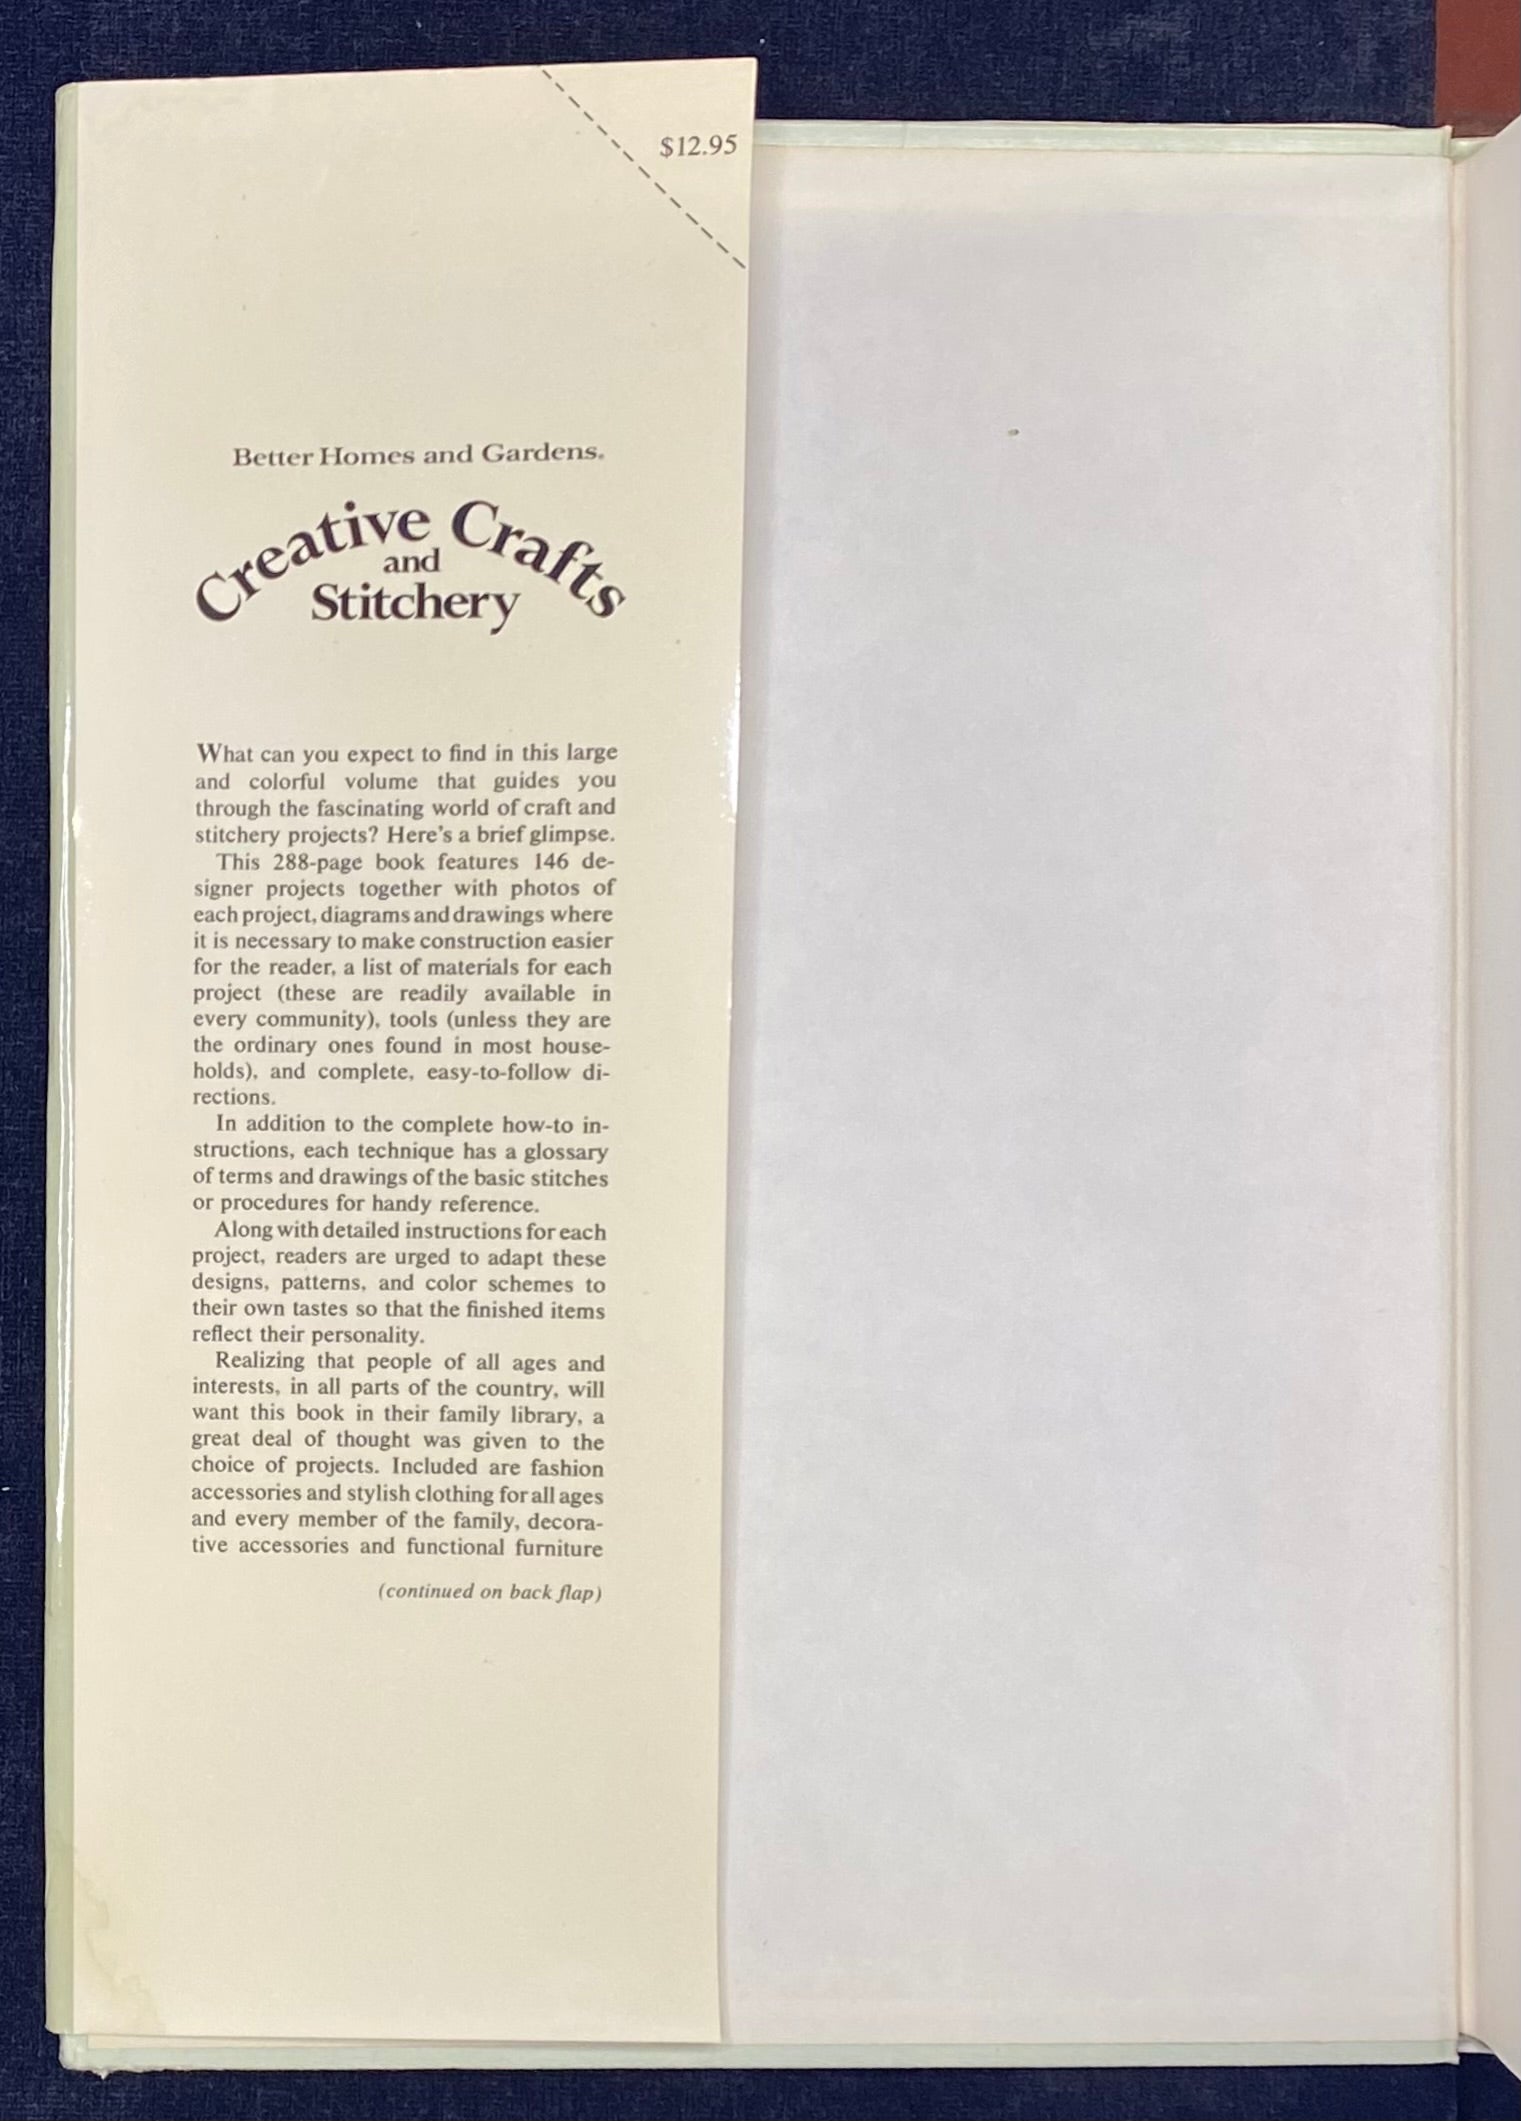 $12.95
Better Homes and Gardens®
Creative Crafts
and
Stitchery
What can you expect to find in this large
and colorful volume that guides you
through the fascinating world of craft and
stitchery projects? Here's a brief glimpse.
This 288-page book features 146 de-
signer projects together with photos of
each project, diagrams and drawings where
it is necessary to make construction easier
for the reader, a list of materials for each
project (these are readily available in
every community), tools (unless they are
the ordinary ones found in most house-
holds), and complete, easy-to-follow di-
rections.
In addition to the complete how-to in-
structions, each technique has a glossary
of terms and drawings of the basic stitches
or procedures for handy reference.
Along with detailed instructions for each
project, readers are urged to adapt these
designs, patterns, and color schemes to
their own tastes so that the finished items
reflect their personality.
Realizing that people of all ages and
interests, in all parts of the country, will
want this book in their family library, a
great deal of thought was given to the
choice of projects. Included are fashion
accessories and stylish clothing for all ages
and every member of the family, decora-
tive accessories and functional furniture
(continued on back flap)